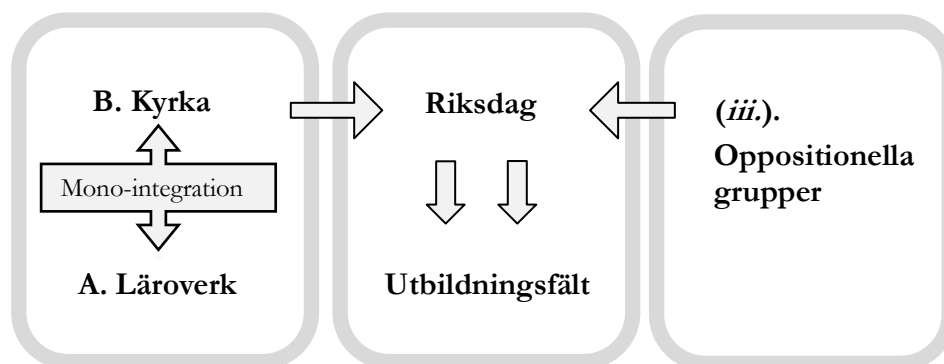 B. Kyrka
Mono-integration
A. Läroverk
Riksdag
Utbildningsfält
(iii.).
Oppositionella
grupper